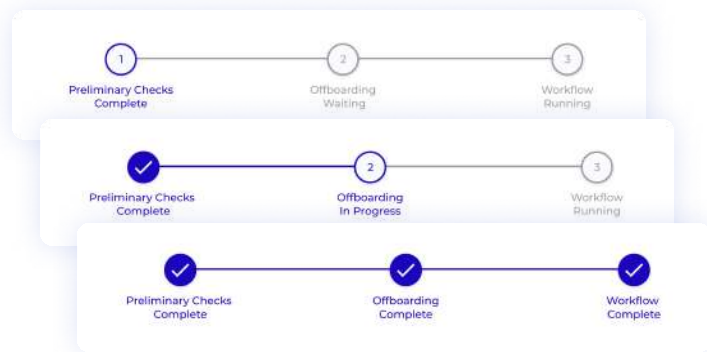 1
2
3
Preliminary Checks
Complete
Offboarding
Waiting
Workflow
Running
2
3
Preliminary Checks
Complete
Offboarding
In Progress
Workflow
Running
Preliminary Checks
Complete
Offboarding
Complete
Workflow
Complete